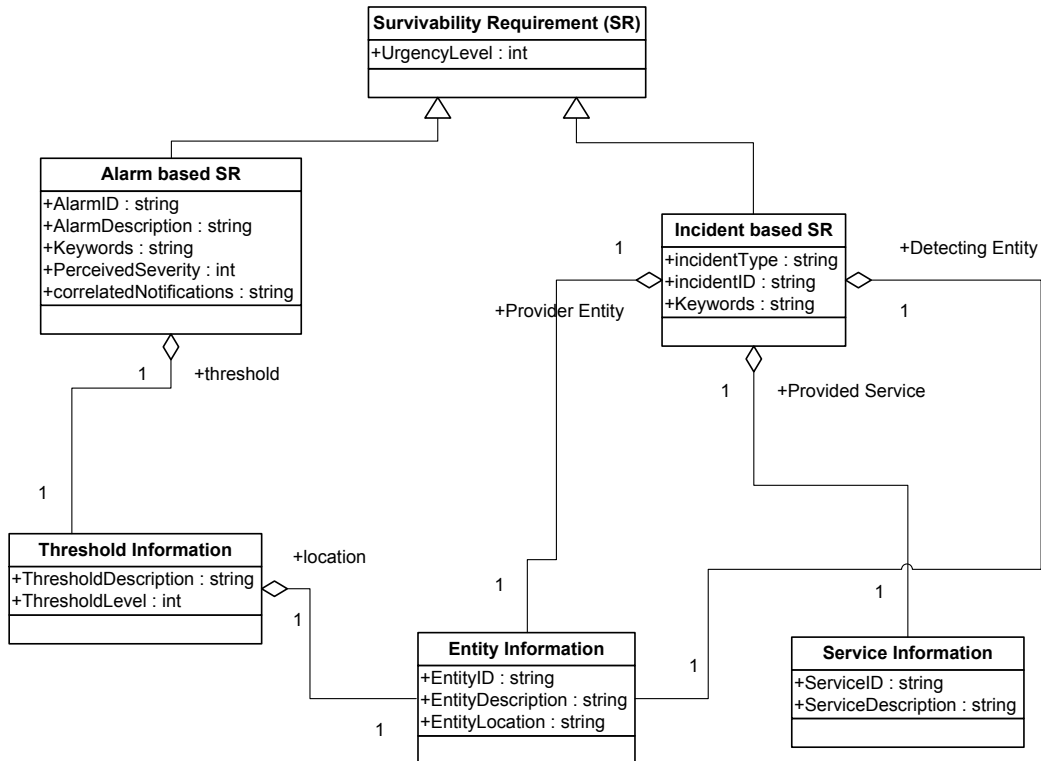 Survivability Requirement (SR)
+UrgencyLevel : int
Alarm based SR
+AlarmID : string
+AlarmDescription : string
+Keywords : string
+PerceivedSeverity : int
+correlatedNotifications : string
Incident based SR
+incidentType : string
+incidentID : string
+Keywords : string
1
+Provider Entity
+Detecting Entity
1
1
+threshold
1
+Provided Service
1
Threshold Information
+ThresholdDescription : string
+ThresholdLevel : int
+location
1
1
1
Entity Information
+EntityID : string
+EntityDescription : string
+EntityLocation : string
1
1
Service Information
+ServiceID : string
+ServiceDescription : string